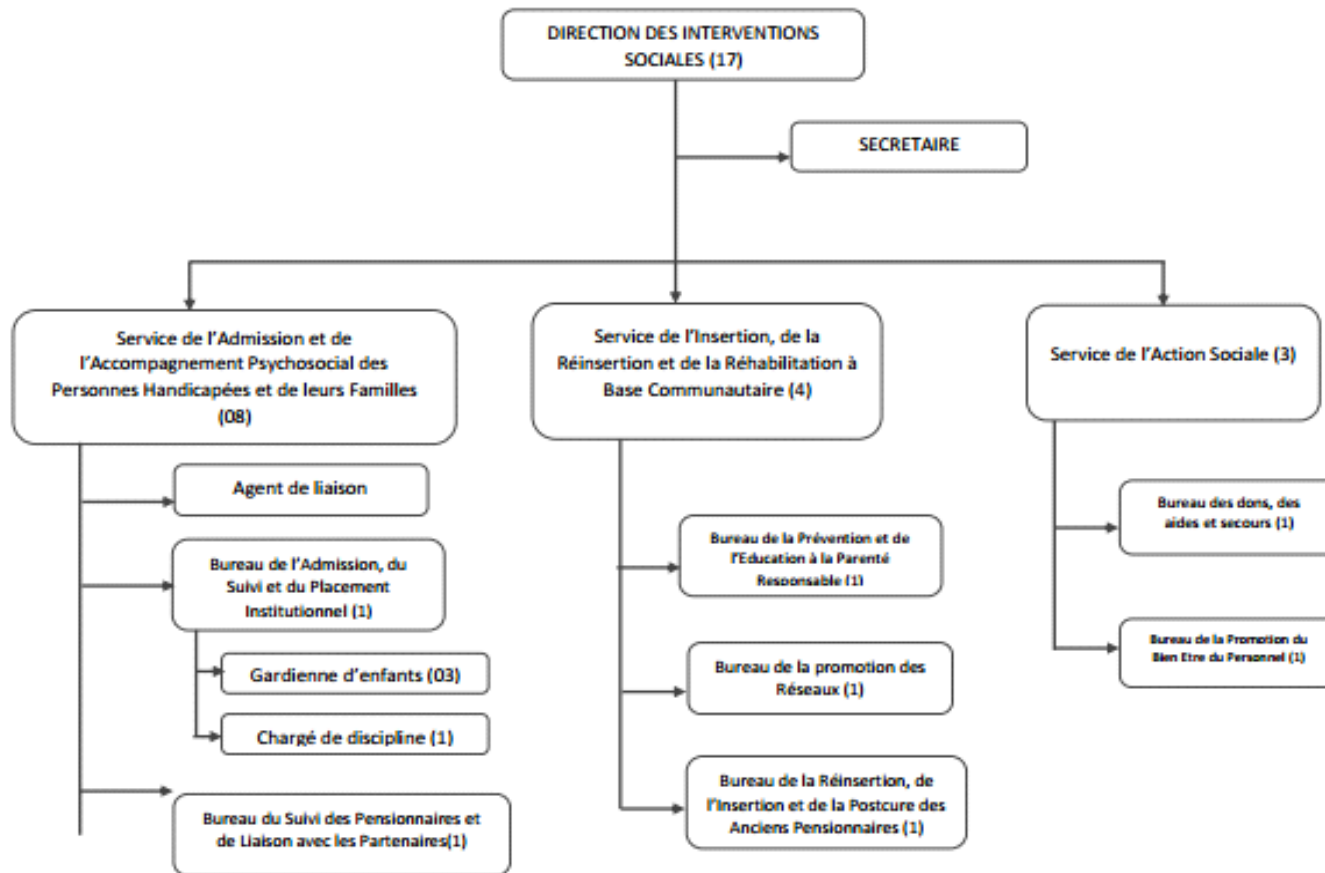 DIRECTION DES INTERVENTIONS
SOCIALES (17)
SECRETAIRE
Service de l'Admission et de
l'Accompagnement Psychosocial des
Personnes Handicapées et de leurs Familles
(08)
Agent de liaison
Bureau de l'Admission, du
Suivi et du Placement
Institutionnel (1)
Gardienne d'enfants (03)
Chargé de discipline (1)
Bureau du Suivi des Pensionnaires et
de Liaison avec les Partenaires(1)
Service de l'Insertion, de la
Réinsertion et de la Réhabilitation à
Base Communautaire (4)
Bureau de la Prévention et de
l'Education à la Parenté
Responsable (1)
Bureau de la promotion des
Réseaux (1)
Bureau de la Réinsertion, de
l'Insertion et de la Postcure des
Anciens Pensionnaires (1)
Service de l'Action Sociale (3)
Bureau des dons, des
aides et secours (1)
Bureau de la Promotion du
Bien Etre du Personnel (1)